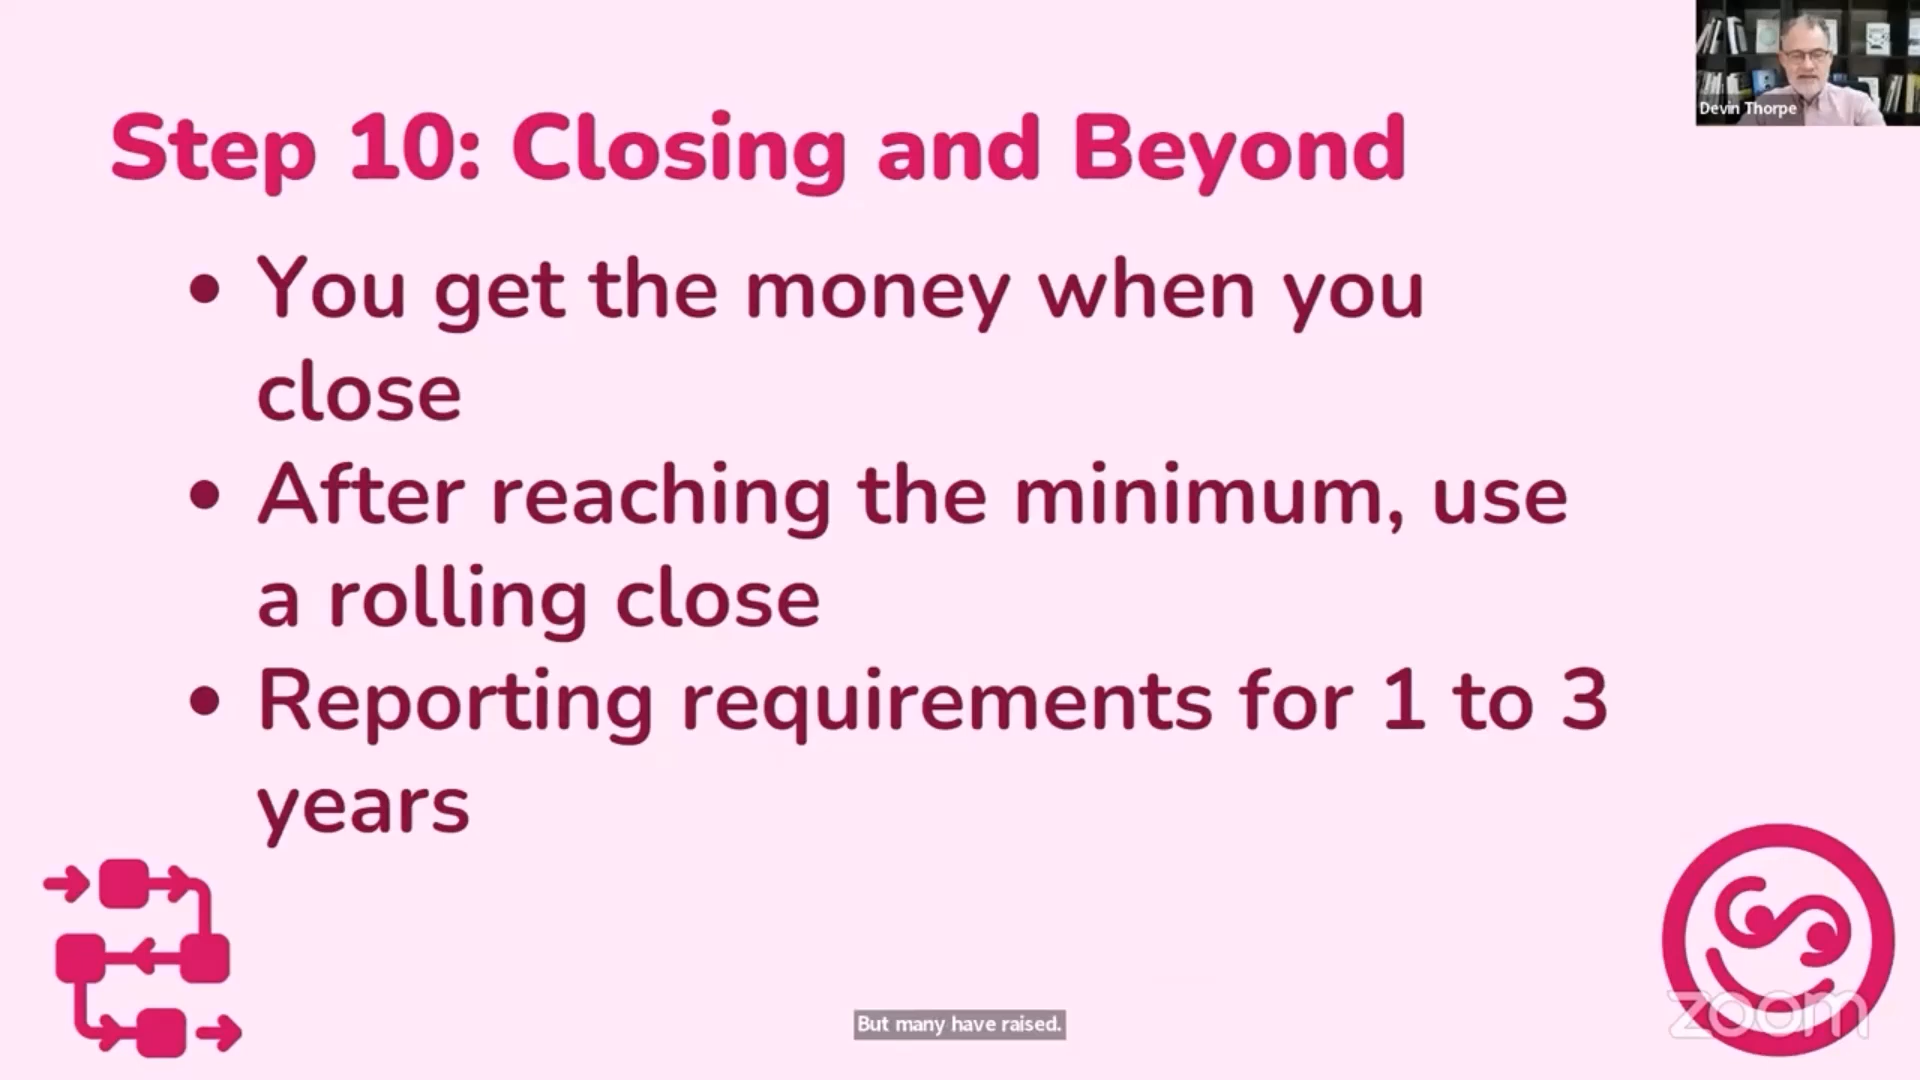 Devin Thorpe
Step 10: Closing and Beyond
• You get the money when you
close
• After reaching the minimum, use
a rolling close
• Reporting requirements for 1 to 3
years
But many have raised.
zoom